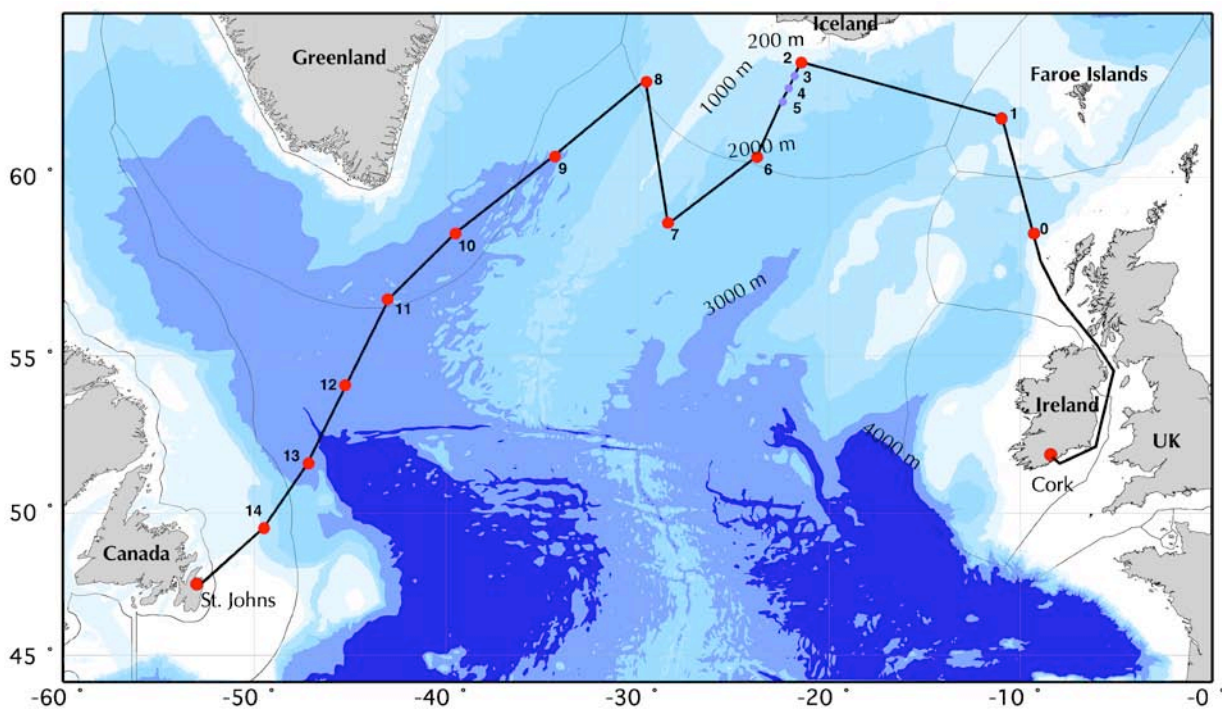 Iceland
Greenland
200 m
2
3
Faroe Islands
8
1000 m
4
5
1
2000 m
60 °
9
6
7
0
10
3000 m
11
55 °
12
Ireland
4000 m
UK
13
Cork
50 °
14
Canada
St. Johns
45 °
-60 ° -50 ° -40 ° -30 ° -20 ° -10 ° -0 °